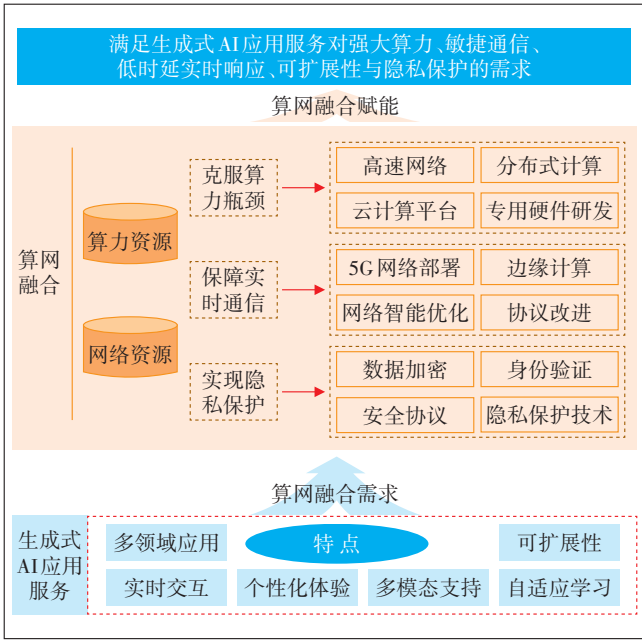 满足生成式AI应用服务对强大算力、敏捷通信、
低时延实时响应、可扩展性与隐私保护的需求
算网融合赋能
算网
融合
算力资源
网络资源
克服算
力瓶颈
高速网络
分布式计算
云计算平台
专用硬件研发
保障实
时通信
5G网络部署
边缘计算
网络智能优化
协议改进
实现隐
私保护
数据加密
身份验证
安全协议
隐私保护技术
算网融合需求
生成式
AI应用
服务
多领域应用
特点
可扩展性
实时交互
个性化体验
多模态支持
自适应学习